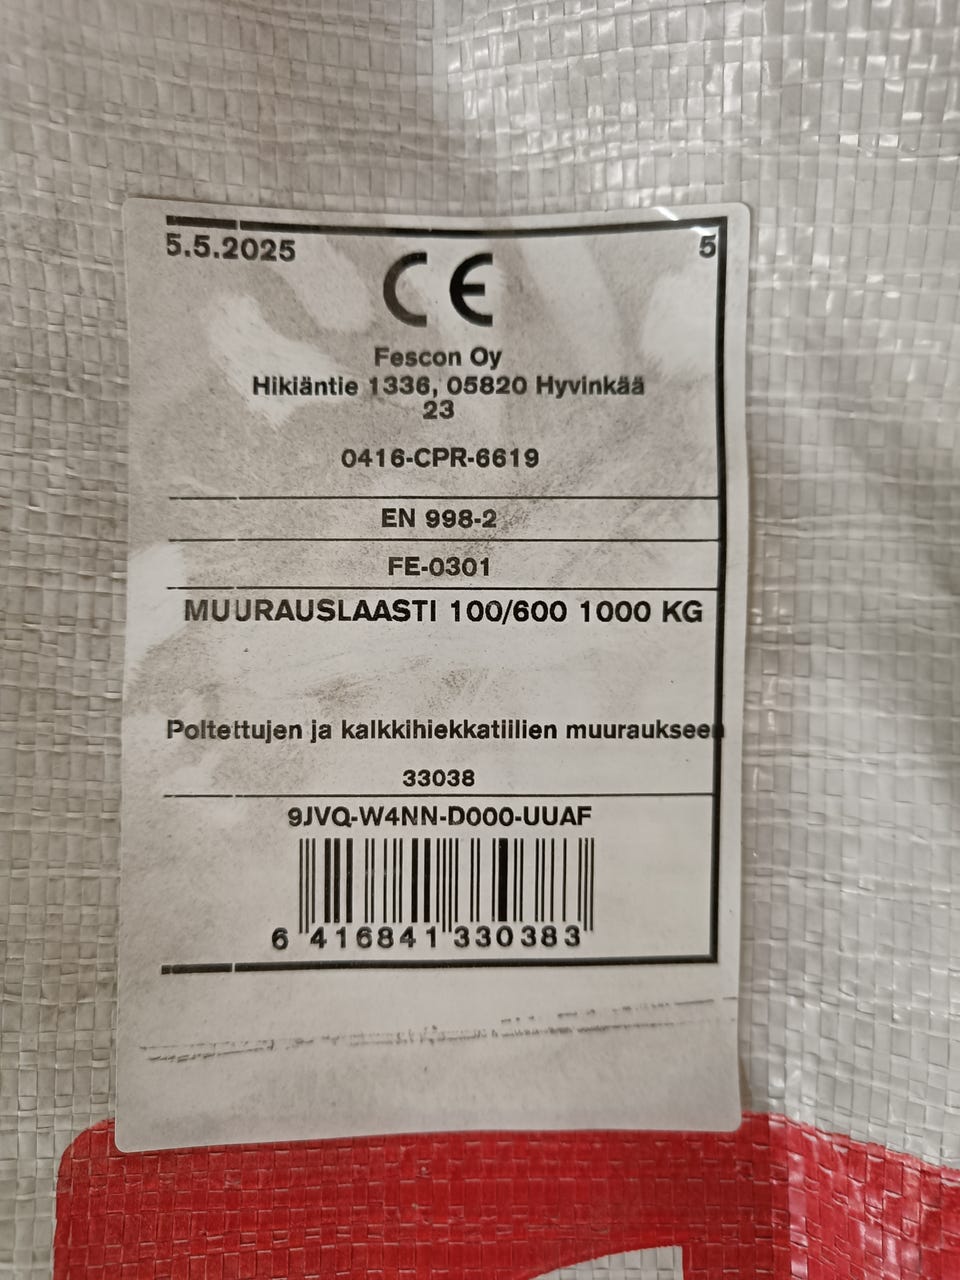 5.5.2025 5
CE
Fescon Oy
Hikiäntie 1336, 05820 Hyvinkää
23
0416-CPR-6619
EN 998-2
FE-0301
MUURAUSLAASTI 100/600 1000 KG
Poltettujen ja kalkkihiekkatiilien muuraukseen
33038
9JVQ-W4NN-D000-UUAF
6 416841 330383